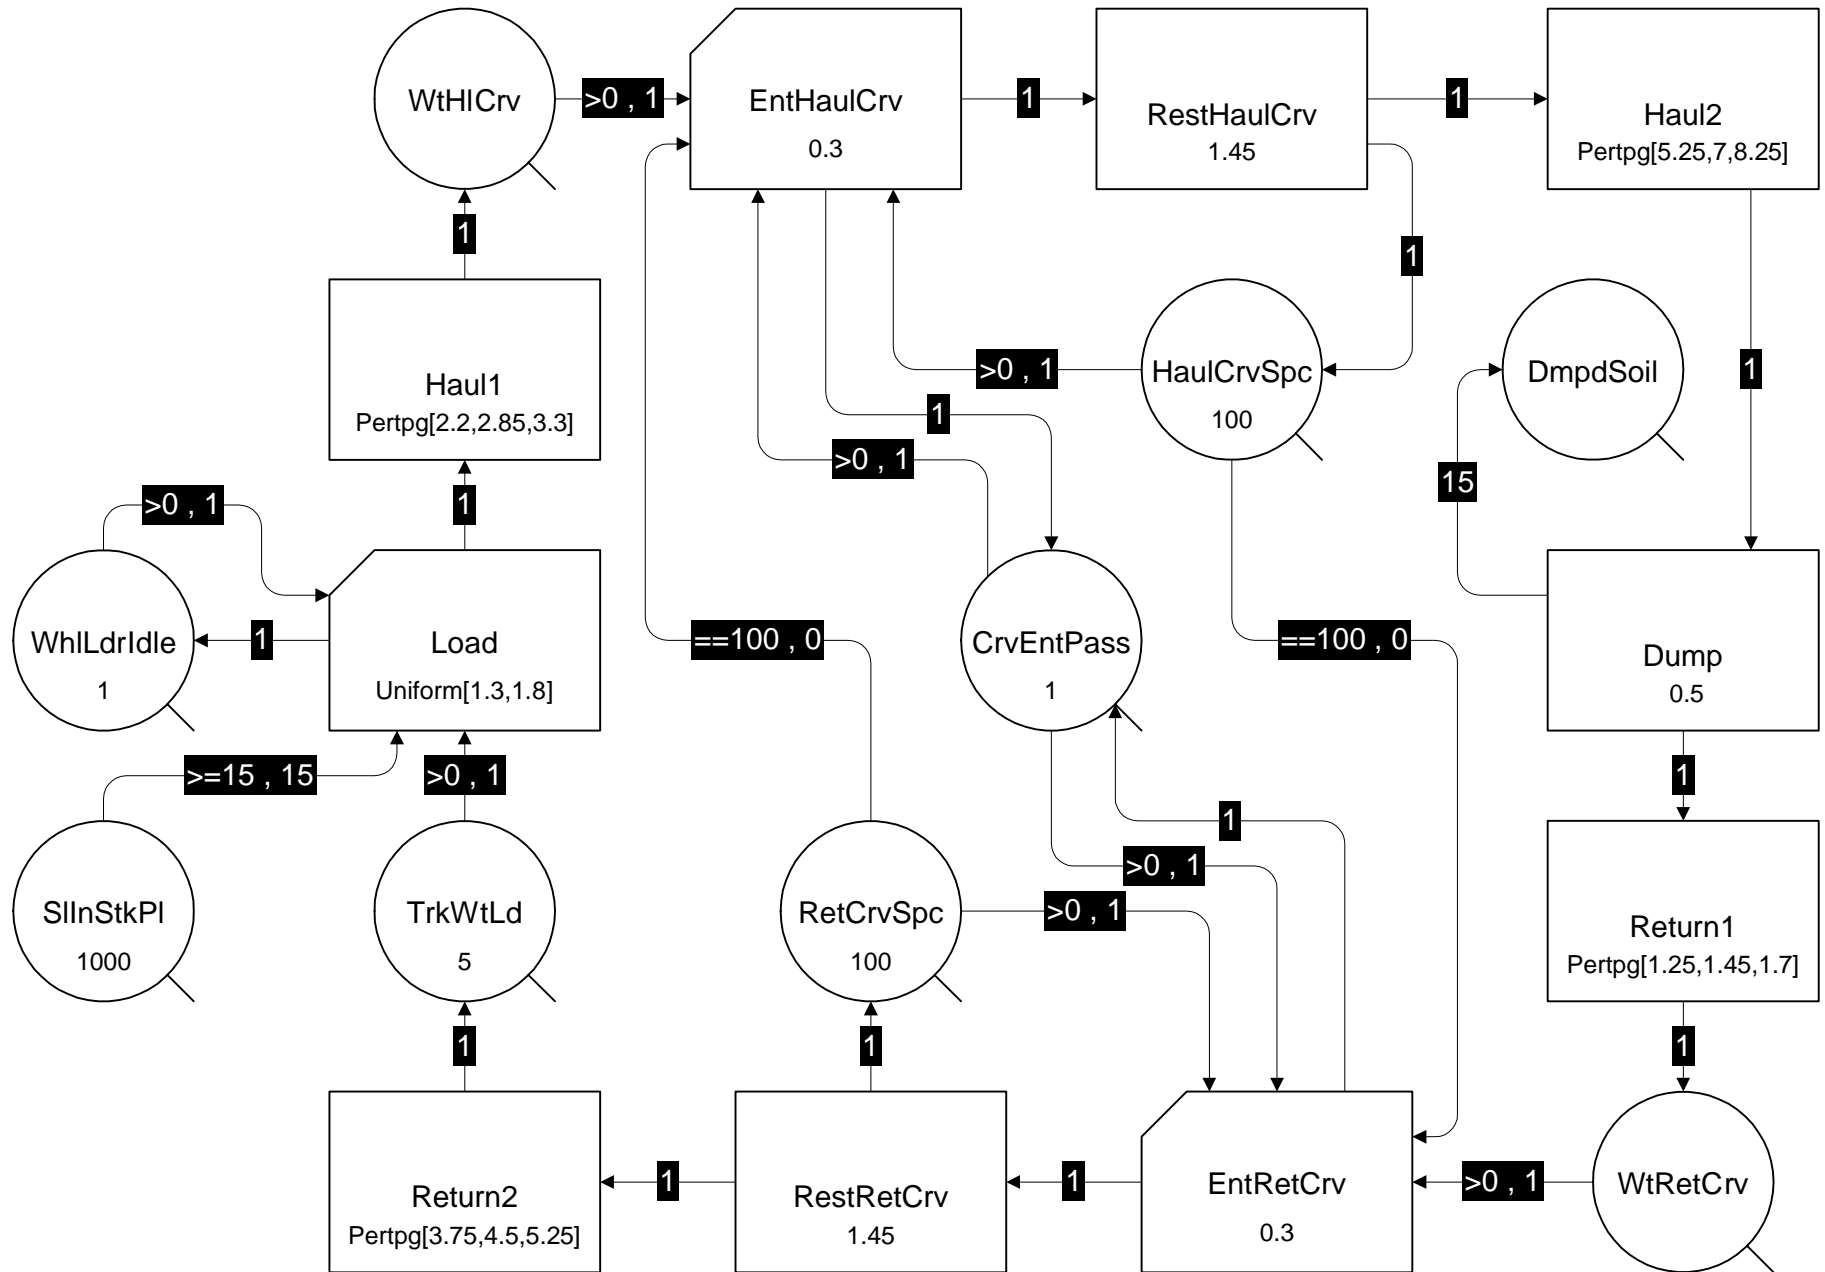 WtHlCrv
>0 , 1
EntHaulCrv
0.3
1
RestHaulCrv
1.45
1
Haul2
Pertpg[5.25,7,8.25]
1
1
Haul1
Pertpg[2.2,2.85,3.3]
>0 , 1
HaulCrvSpc
100
DmpdSoil
1
1
>0 , 1
15
>0 , 1
1
WhlLdrIdle
1
1
Load
Uniform[1.3,1.8]
==100 , 0
CrvEntPass
1
==100 , 0
Dump
0.5
>=15 , 15
>0 , 1
1
1
>0 , 1
SlInStkPl
1000
TrkWtLd
5
RetCrvSpc
100
>0 , 1
Return1
Pertpg[1.25,1.45,1.7]
1
1
1
Return2
Pertpg[3.75,4.5,5.25]
1
RestRetCrv
1.45
1
EntRetCrv
0.3
>0 , 1
WtRetCrv